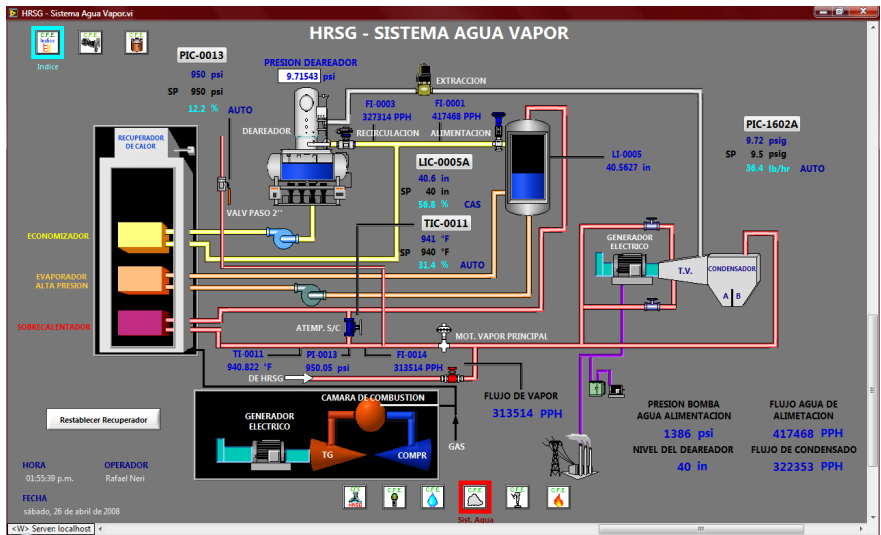 HRSG - Sistema Agua Vapor.vi
HRSG - SISTEMA AGUA VAPOR
C.F.E.
Indice
C.F.E.
C.F.E.
Indice
PIC-0013
950 psi
SP 950 psi
12.2 % AUTO
PRESION DEAREADOR
9.71543 psi
EXTRACCION
FI-0003
327314 PPH
FI-0001
417468 PPH
DEAREADOR
RECIRCULACION
ALIMENTACION
PIC-1602A
9.72 psig
SP 9.5 psig
36.4 lb/hr AUTO
RECUPERADOR
DE CALOR
LIC-0005A
40.6 in
SP 40 in
56.8 % CAS
LI-0005
40.5627 in
VALV PASO 2''
TIC-0011
941 °F
SP 940 °F
31.4 % AUTO
ECONOMIZADOR
EVAPORADOR
ALTA PRESION
SOBRECALENTADOR
GENERADOR
ELECTRICO
T.V.
CONDENSADOR
A B
ATEMP. S/C
MOT. VAPOR PRINCIPAL
TI-0011
940.822 °F
PI-0013
950.05 psi
FI-0014
313514 PPH
DE HRSG
FLUJO DE VAPOR
313514 PPH
CAMARA DE COMBUSTION
GENERADOR
ELECTRICO
TG
COMPR
GAS
PRESION BOMBA
AGUA ALIMENTACION
1386 psi
NIVEL DEL DEAREADOR
40 in
FLUJO AGUA DE
ALIMETACION
417468 PPH
FLUJO DE CONDENSADO
322353 PPH
Restablecer Recuperador
HORA
01:55:39 p.m.
OPERADOR
Rafael Neri
FECHA
sábado, 26 de abril de 2008
C.F.E.
HRSG
C.F.E.
C.F.E.
C.F.E.
C.F.E.
C.F.E.
Sist. Agua
<W> Server: localhost